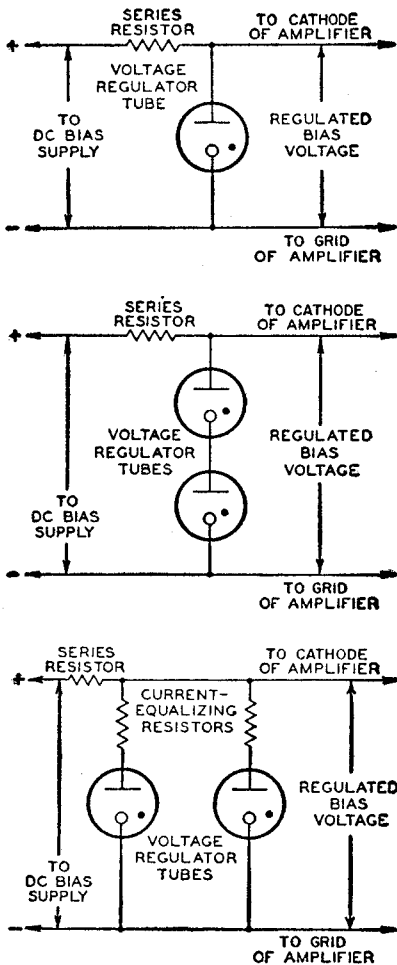 SERIES
RESISTOR
TO CATHODE
OF AMPLIFIER
+
VOLTAGE
REGULATOR
TUBE
TO
DC BIAS
SUPPLY
REGULATED
BIAS
VOLTAGE
-
TO GRID
OF AMPLIFIER
SERIES
RESISTOR
TO CATHODE
OF AMPLIFIER
+
VOLTAGE
REGULATOR
TUBES
REGULATED
BIAS
VOLTAGE
TO
DC BIAS
SUPPLY
-
TO GRID
OF AMPLIFIER
SERIES
RESISTOR
TO CATHODE
OF AMPLIFIER
+
CURRENT-
EQUALIZING
RESISTORS
REGULATED
BIAS
VOLTAGE
VOLTAGE
REGULATOR
TUBES
TO
DC BIAS
SUPPLY
-
TO GRID
OF AMPLIFIER